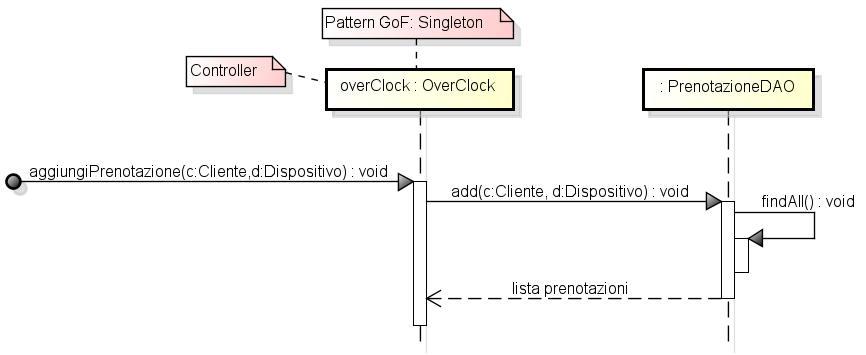 Pattern GoF: Singleton
Controller
overClock : OverClock
: PrenotazioneDAO
aggiungiPrenotazione(c:Cliente,d:Dispositivo) : void
add(c:Cliente, d:Dispositivo) : void
findAll() : void
lista prenotazioni